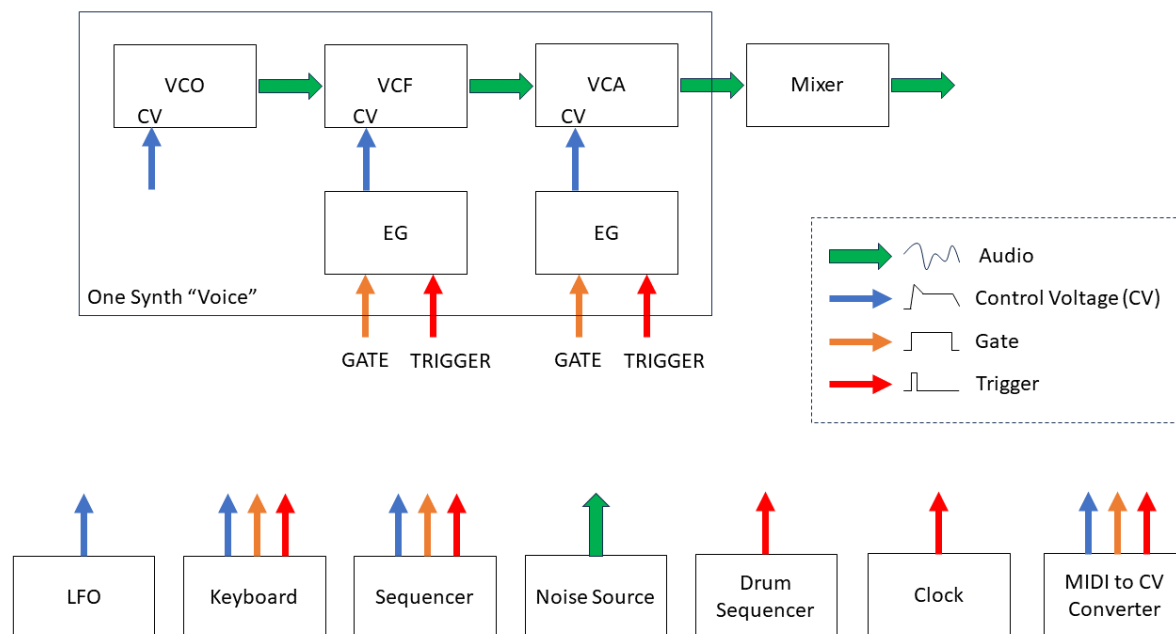 VCO
CV
VCF
CV
VCA
CV
Mixer
EG
EG
One Synth “Voice”
GATE
TRIGGER
GATE
TRIGGER
Audio
Control Voltage (CV)
Gate
Trigger
LFO
Keyboard
Sequencer
Noise Source
Drum
Sequencer
Clock
MIDI to CV
Converter